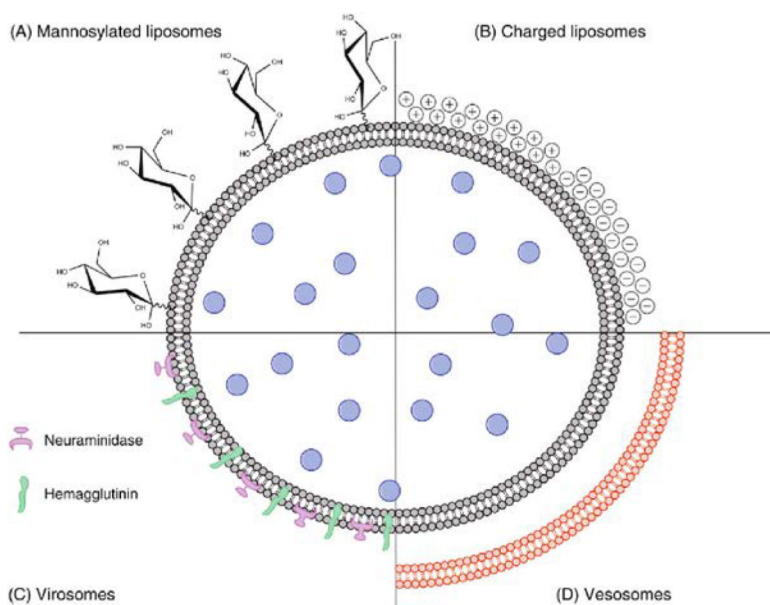 (A) Mannosylated liposomes
(B) Charged liposomes
Neuraminidase
Hemagglutinin
(C) Virosomes
(D) Vesosomes